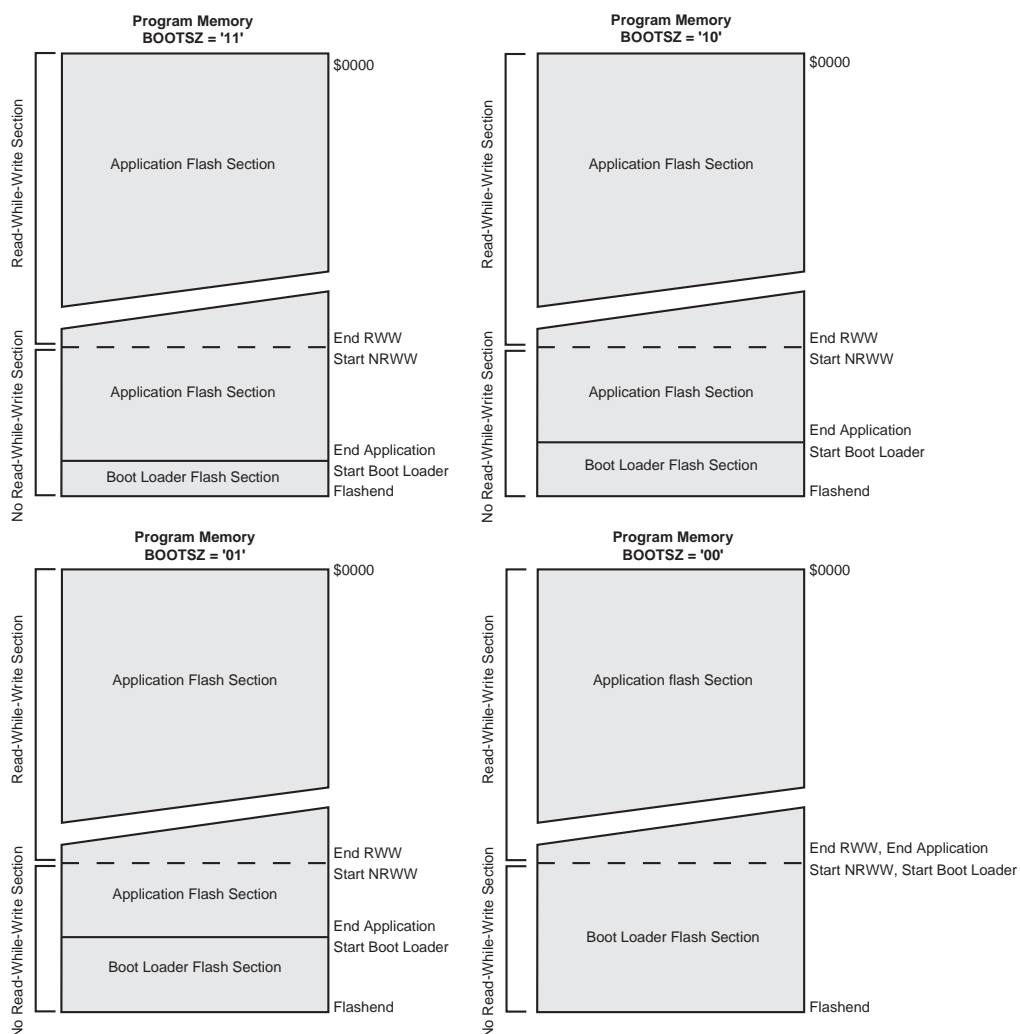 Program Memory
BOOTSZ = '11'
$0000
Read-While-Write Section
Application Flash Section
End RWW
Start NRWW
No Read-While-Write Section
Application Flash Section
End Application
Start Boot Loader
Boot Loader Flash Section
Flashend
Program Memory
BOOTSZ = '10'
$0000
Read-While-Write Section
Application Flash Section
End RWW
Start NRWW
No Read-While-Write Section
Application Flash Section
End Application
Start Boot Loader
Boot Loader Flash Section
Flashend
Program Memory
BOOTSZ = '01'
$0000
Read-While-Write Section
Application Flash Section
End RWW
Start NRWW
No Read-While-Write Section
Application Flash Section
End Application
Start Boot Loader
Boot Loader Flash Section
Flashend
Program Memory
BOOTSZ = '00'
$0000
Read-While-Write Section
Application flash Section
End RWW, End Application
Start NRWW, Start Boot Loader
No Read-While-Write Section
Boot Loader Flash Section
Flashend